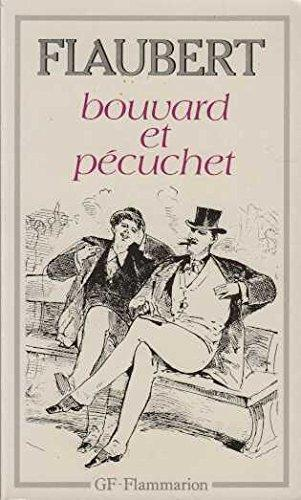 FLAUBERT
bouvard
et
pécuchet
GF-Flammarion